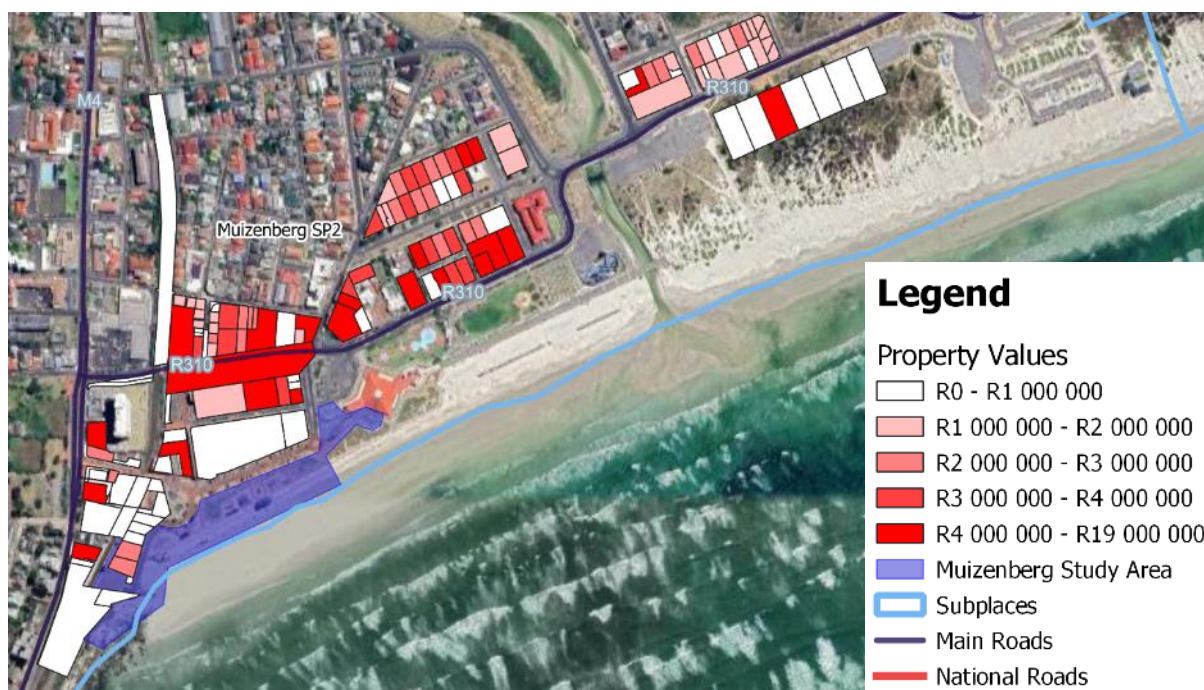 M4
R310
Muizenberg SP2
R310
R310
Legend
Property Values
R0 - R1 000 000
R1 000 000 - R2 000 000
R2 000 000 - R3 000 000
R3 000 000 - R4 000 000
R4 000 000 - R19 000 000
Muizenberg Study Area
Subplaces
Main Roads
National Roads
M4